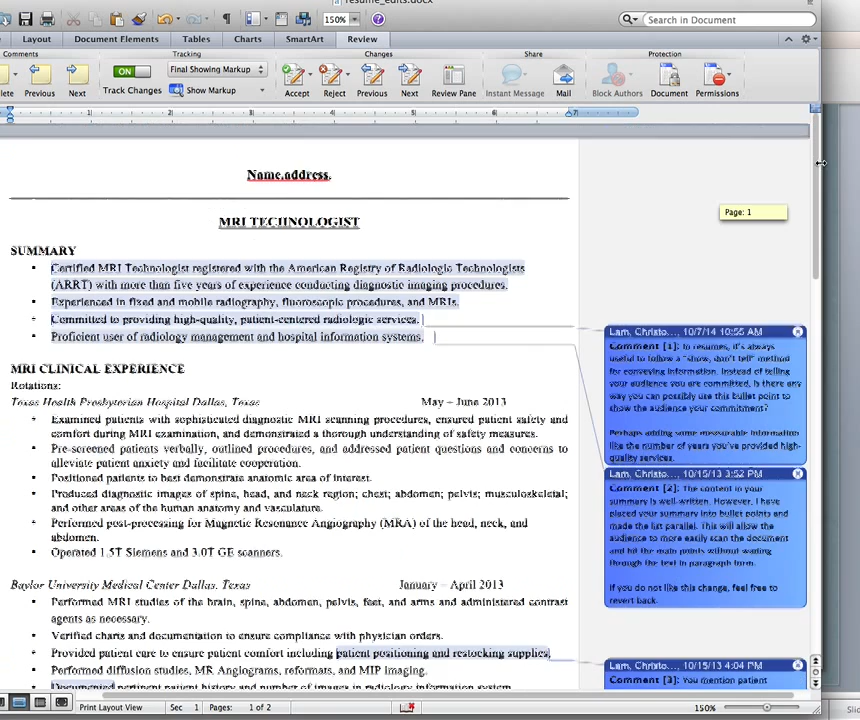 resume_edits.docx
150%
Search in Document
Layout Document Elements Tables Charts SmartArt Review
Comments Tracking Changes Share Protection
ON Final Showing Markup
Previous Next Track Changes Show Markup Accept Reject Previous Next Review Pane Instant Message Mail Block Authors Document Permissions
1 2 3 4 5 6 7
Name,address,
Page: 1
MRI TECHNOLOGIST
SUMMARY
Certified MRI Technologist registered with the American Registry of Radiologic Technologists
(ARRT) with more than five years of experience conducting diagnostic imaging procedures.
Experienced in fixed and mobile radiography, fluoroscopic procedures, and MRIs.
Committed to providing high-quality, patient-centered radiologic services.
Proficient user of radiology management and hospital information systems.
MRI CLINICAL EXPERIENCE
Rotations:
Texas Health Presbyterian Hospital Dallas, Texas May – June 2013
Examined patients with sophisticated diagnostic MRI scanning procedures, ensured patient safety and
comfort during MRI examination, and demonstrated a thorough understanding of safety measures.
Pre-screened patients verbally, outlined procedures, and addressed patient questions and concerns to
alleviate patient anxiety and facilitate cooperation.
Positioned patients to best demonstrate anatomic area of interest.
Produced diagnostic images of spine, head, and neck region; chest; abdomen; pelvis; musculoskeletal;
and other areas of the human anatomy and vasculature.
Performed post-processing for Magnetic Resonance Angiography (MRA) of the head, neck, and
abdomen.
Operated 1.5T Siemens and 3.0T GE scanners.
Baylor University Medical Center Dallas, Texas January – April 2013
Performed MRI studies of the brain, spine, abdomen, pelvis, feet, and arms and administered contrast
agents as necessary.
Verified charts and documentation to ensure compliance with physician orders.
Provided patient care to ensure patient comfort including patient positioning and restocking supplies.
Performed diffusion studies, MR Angiograms, reformats, and MIP imaging.
Documented pertinent patient history and number of images in radiology information system
Lam, Christo..., 10/7/14 10:55 AM
Comment [1]: In resumes, it's always
useful to follow a "show, don't tell" method
for conveying information. Instead of telling
your audience you are committed, is there any
way you can possibly use this bullet point to
show the audience your commitment?
Perhaps adding some measurable information
like the number of years you've provided high-
quality services.
Lam, Christo..., 10/15/13 3:52 PM
Comment [2]: The content in your
summary is well-written. However, I have
placed your summary into bullet points and
made the list parallel. This will allow the
audience to more easily scan the document
and hit the main points without wading
through the text in paragraph form.
If you do not like this change, feel free to
revert back.
Lam, Christo..., 10/15/13 4:04 PM
Comment [3]: You mention patient
Print Layout View Sec 1 Pages: 1 of 2 150%